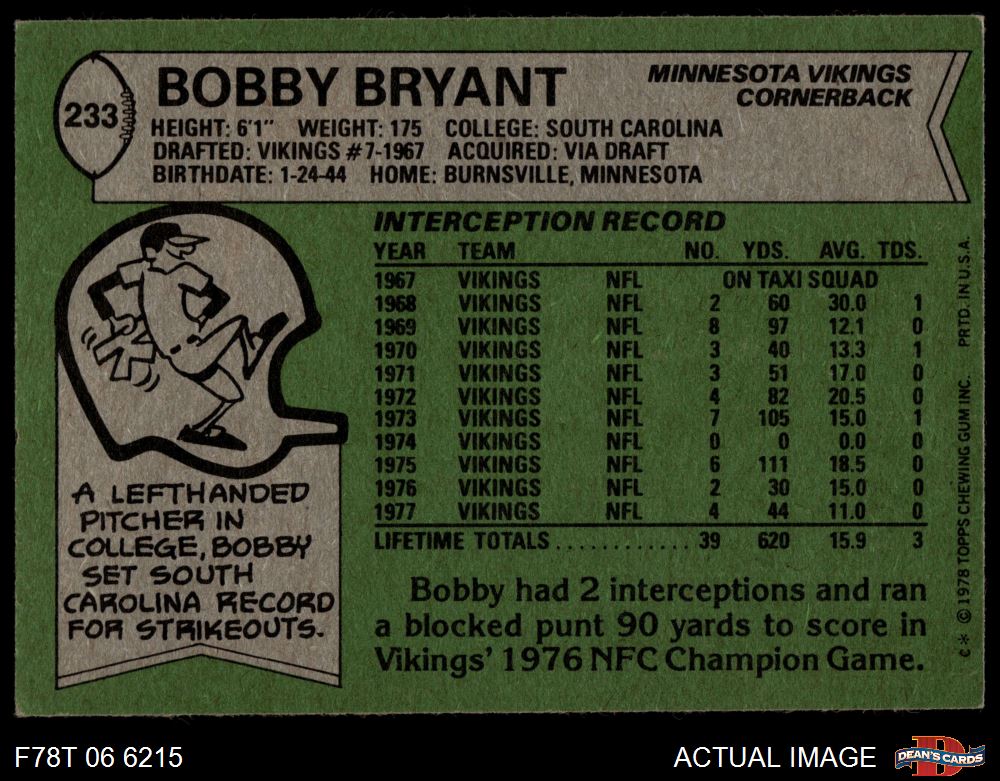 233
BOBBY BRYANT
MINNESOTA VIKINGS
CORNERBACK
HEIGHT: 6'1" WEIGHT: 175 COLLEGE: SOUTH CAROLINA
DRAFTED: VIKINGS #7-1967 ACQUIRED: VIA DRAFT
BIRTHDATE: 1-24-44 HOME: BURNSVILLE, MINNESOTA
INTERCEPTION RECORD
YEAR TEAM NO. YDS. AVG. TDS.
1967 VIKINGS NFL ON TAXI SQUAD
1968 VIKINGS NFL 2 60 30.0 1
1969 VIKINGS NFL 8 97 12.1 0
1970 VIKINGS NFL 3 40 13.3 1
1971 VIKINGS NFL 3 51 17.0 0
1972 VIKINGS NFL 4 82 20.5 0
1973 VIKINGS NFL 7 105 15.0 1
1974 VIKINGS NFL 0 0 0.0 0
1975 VIKINGS NFL 6 111 18.5 0
1976 VIKINGS NFL 2 30 15.0 0
1977 VIKINGS NFL 4 44 11.0 0
LIFETIME TOTALS ............ 39 620 15.9 3
A LEFTHANDED
PITCHER IN
COLLEGE, BOBBY
SET SOUTH
CAROLINA RECORD
FOR STRIKEOUTS.
Bobby had 2 interceptions and ran
a blocked punt 90 yards to score in
Vikings' 1976 NFC Champion Game.
C* ©1978 TOPPS CHEWING GUM INC. PRTD. IN U.S.A.
F78T 06 6215
ACTUAL IMAGE
D
DEAN'S CARDS